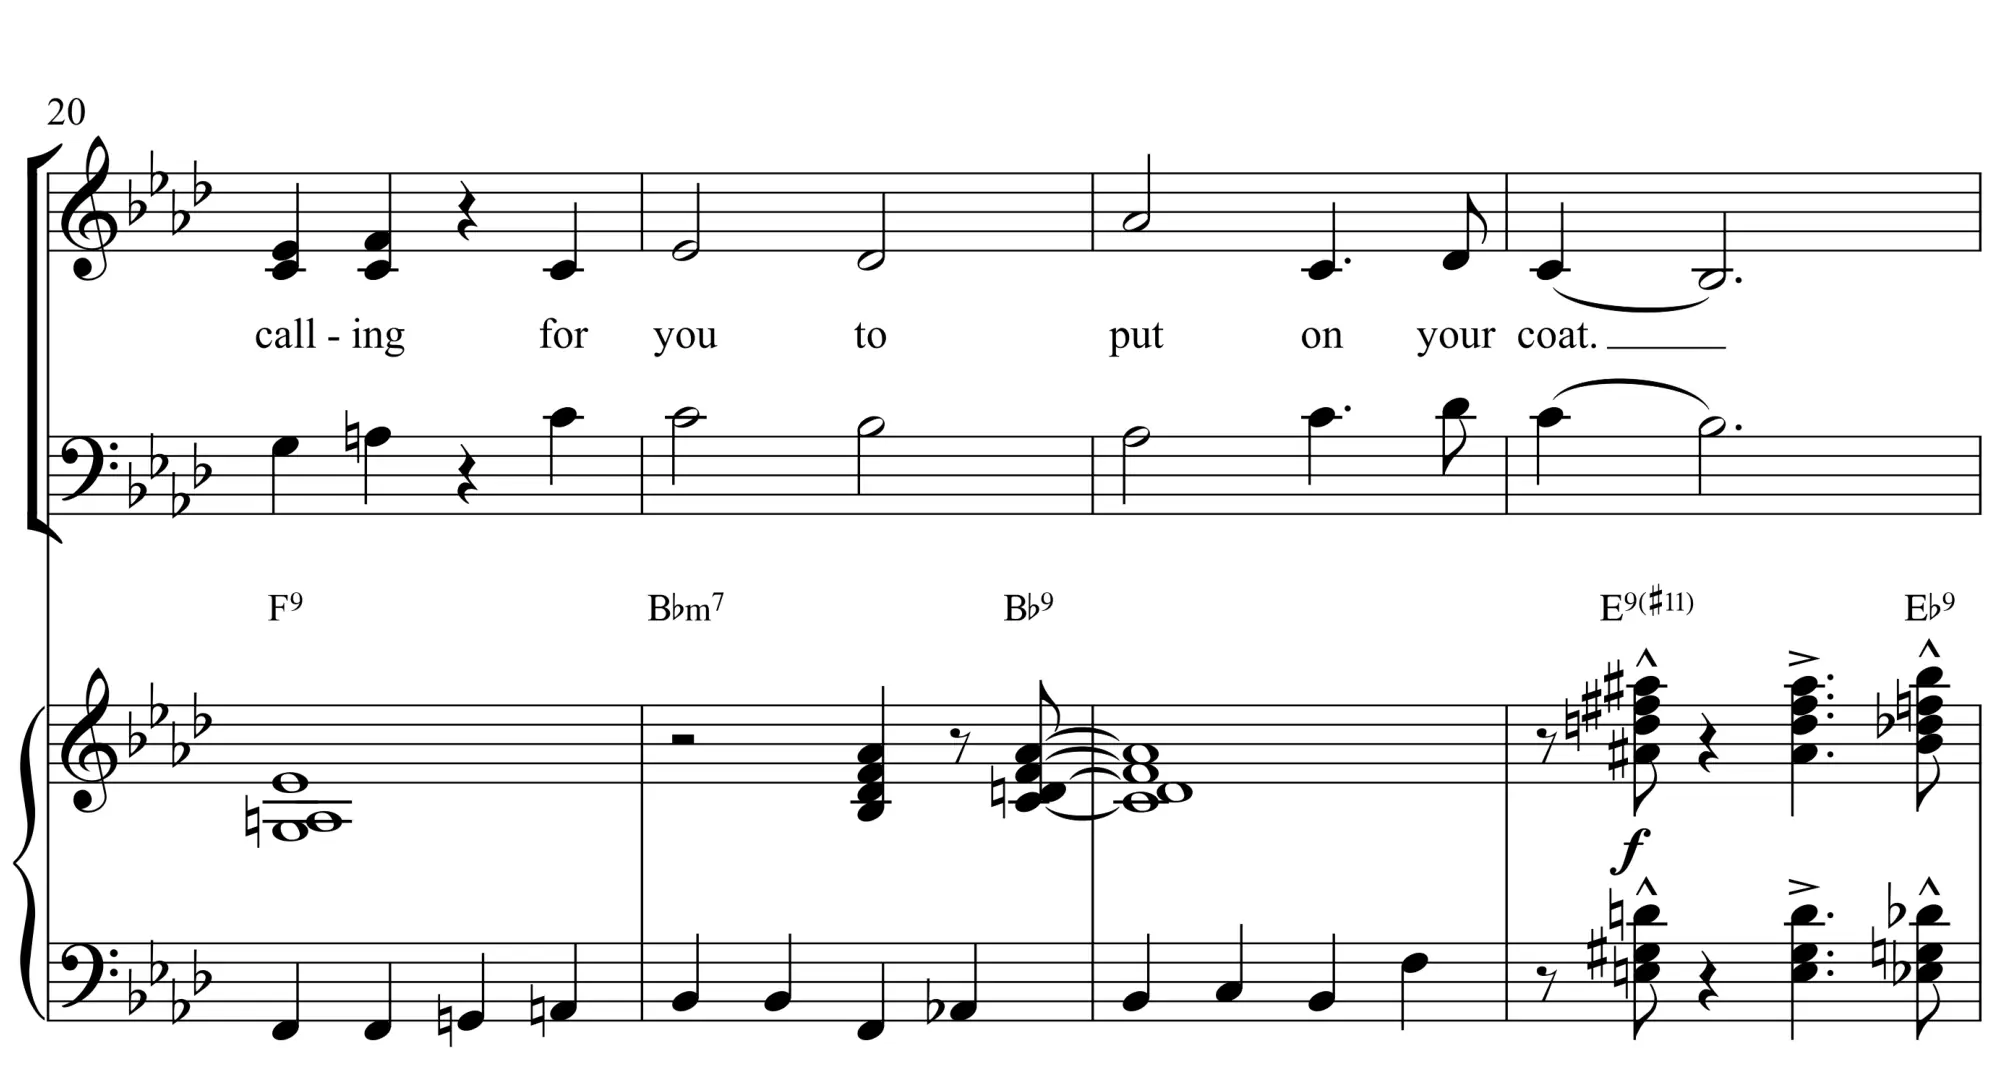 20
call - ing for you to put on your coat.
F9 B♭m7 B♭9 E9(♯11) E♭9
f